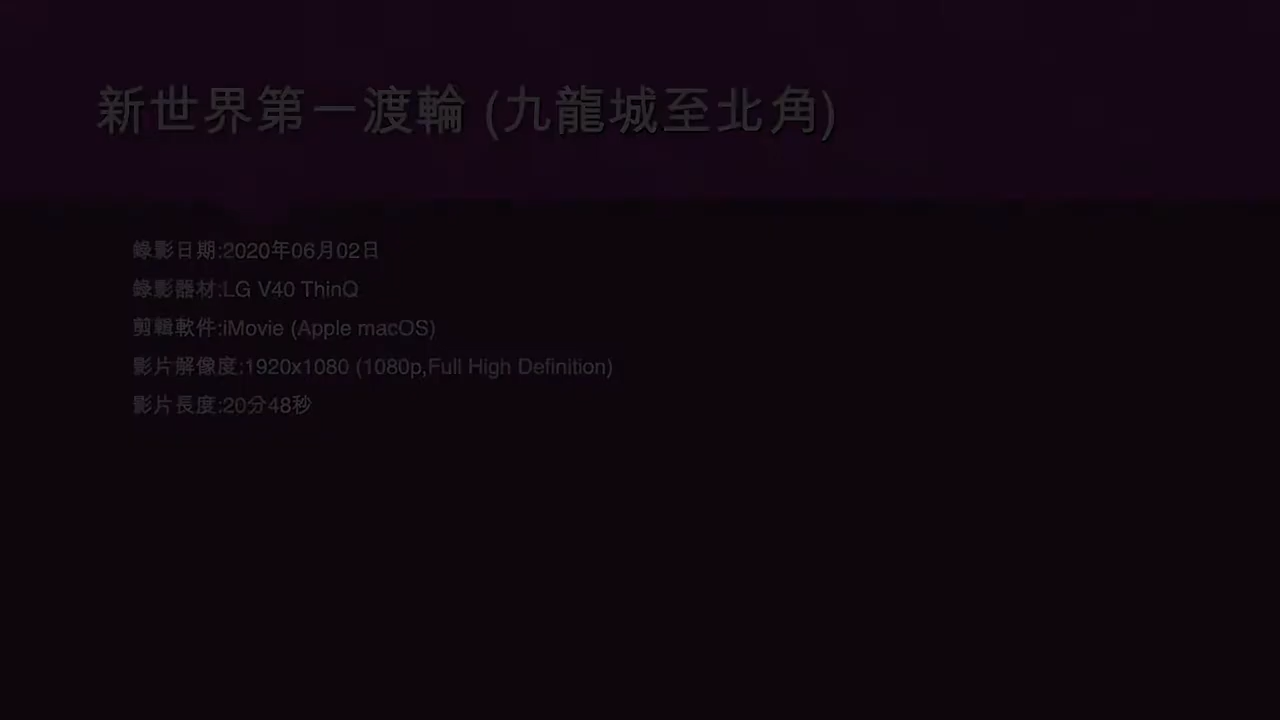 新世界第一渡輪 (九龍城至北角)
錄影日期:2020年06月02日
錄影器材:LG V40 ThinQ
剪輯軟件:iMovie (Apple macOS)
影片解像度:1920x1080 (1080p,Full High Definition)
影片長度:20分48秒